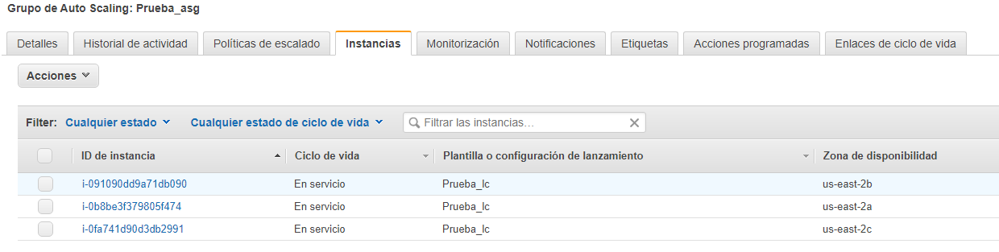 Grupo de Auto Scaling: Prueba_asg
Detalles Historial de actividad Políticas de escalado Instancias Monitorización Notificaciones Etiquetas Acciones programadas Enlaces de ciclo de vida
Acciones
Filter: Cualquier estado Cualquier estado de ciclo de vida Filtrar las instancias...
ID de instancia Ciclo de vida Plantilla o configuración de lanzamiento Zona de disponibilidad
i-091090dd9a71db090 En servicio Prueba_lc us-east-2b
i-0b8be3f379805f474 En servicio Prueba_lc us-east-2a
i-0fa741d90d3db2991 En servicio Prueba_lc us-east-2c